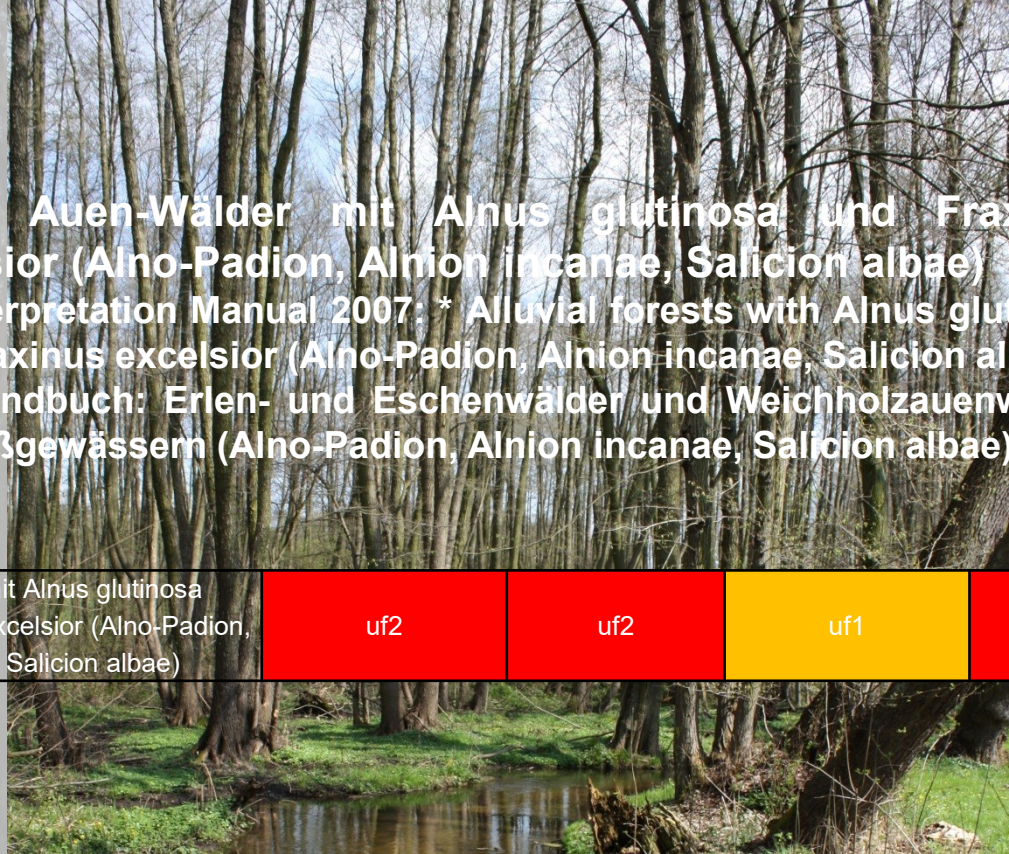 Auen-Wälder mit Alnus glutinosa und Fra
sior (Alno-Padion, Alnion incanae, Salicion albae)
erpretation Manual 2007: * Alluvial forests with Alnus glu
axinus excelsior (Alno-Padion, Alnion incanae, Salicion al
ndbuch: Erlen- und Eschenwälder und Weichholzauenw
ßgewässern (Alno-Padion, Alnion incanae, Salicion albae)
it Alnus glutinosa
xcelsior (Alno-Padion,
Salicion albae)
uf2
uf2
uf1